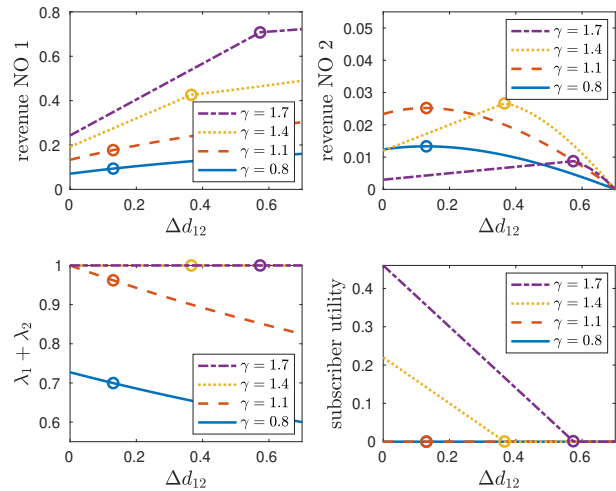 0.8
0.6
0.4
0.2
0
revenue NO 1
γ = 1.7
γ = 1.4
γ = 1.1
γ = 0.8
0 0.2 0.4 0.6
Δd12
0.05
0.04
0.03
0.02
0.01
0
revenue NO 2
γ = 1.7
γ = 1.4
γ = 1.1
γ = 0.8
0 0.2 0.4 0.6
Δd12
1
0.9
0.8
0.7
0.6
λ1 + λ2
γ = 1.7
γ = 1.4
γ = 1.1
γ = 0.8
0 0.2 0.4 0.6
Δd12
0.4
0.3
0.2
0.1
0
subscriber utility
γ = 1.7
γ = 1.4
γ = 1.1
γ = 0.8
0 0.2 0.4 0.6
Δd12